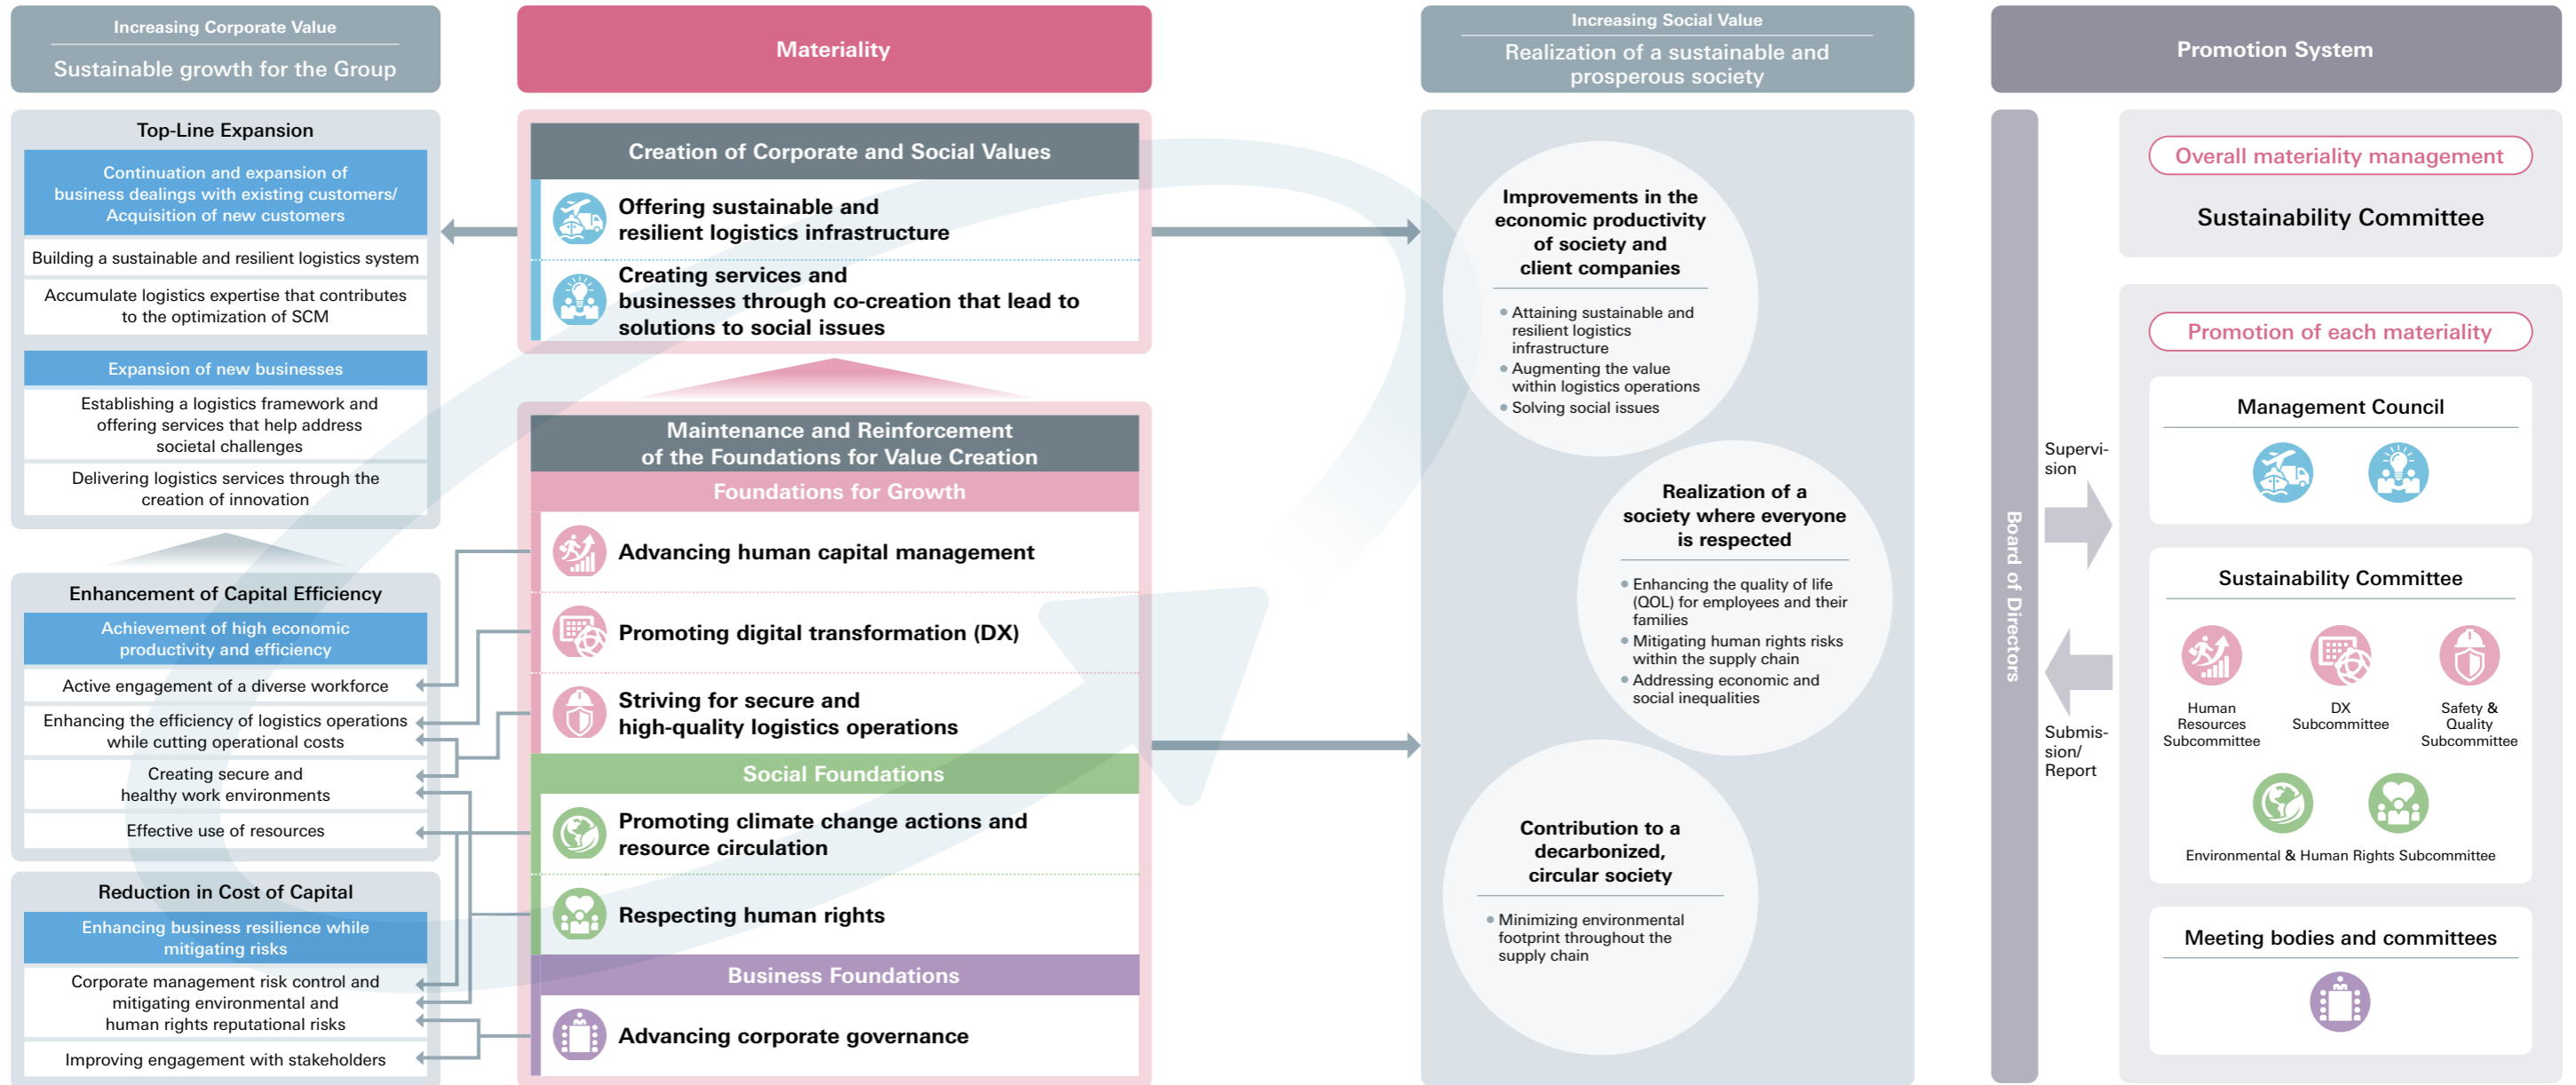 Increasing Corporate Value
Sustainable growth for the Group
Top-Line Expansion
Continuation and expansion of
business dealings with existing customers/
Acquisition of new customers
Building a sustainable and resilient logistics system
Accumulate logistics expertise that contributes
to the optimization of SCM
Expansion of new businesses
Establishing a logistics framework and
offering services that help address
societal challenges
Delivering logistics services through the
creation of innovation
Enhancement of Capital Efficiency
Achievement of high economic
productivity and efficiency
Active engagement of a diverse workforce
Enhancing the efficiency of logistics operations
while cutting operational costs
Creating secure and
healthy work environments
Effective use of resources
Reduction in Cost of Capital
Enhancing business resilience while
mitigating risks
Corporate management risk control and
mitigating environmental and
human rights reputational risks
Improving engagement with stakeholders
Materiality
Creation of Corporate and Social Values
Offering sustainable and
resilient logistics infrastructure
Creating services and
businesses through co-creation that lead to
solutions to social issues
Maintenance and Reinforcement
of the Foundations for Value Creation
Foundations for Growth
Advancing human capital management
Promoting digital transformation (DX)
Striving for secure and
high-quality logistics operations
Social Foundations
Promoting climate change actions and
resource circulation
Respecting human rights
Business Foundations
Advancing corporate governance
Increasing Social Value
Realization of a sustainable and
prosperous society
Improvements in the
economic productivity
of society and
client companies
• Attaining sustainable and
resilient logistics
infrastructure
• Augmenting the value
within logistics operations
• Solving social issues
Realization of a
society where everyone
is respected
• Enhancing the quality of life
(QOL) for employees and their
families
• Mitigating human rights risks
within the supply chain
• Addressing economic and
social inequalities
Contribution to a
decarbonized,
circular society
• Minimizing environmental
footprint throughout the
supply chain
Promotion System
Board of Directors
Supervi-
sion
Submis-
sion/
Report
Overall materiality management
Sustainability Committee
Promotion of each materiality
Management Council
Sustainability Committee
Human
Resources
Subcommittee
DX
Subcommittee
Safety &
Quality
Subcommittee
Environmental & Human Rights Subcommittee
Meeting bodies and committees